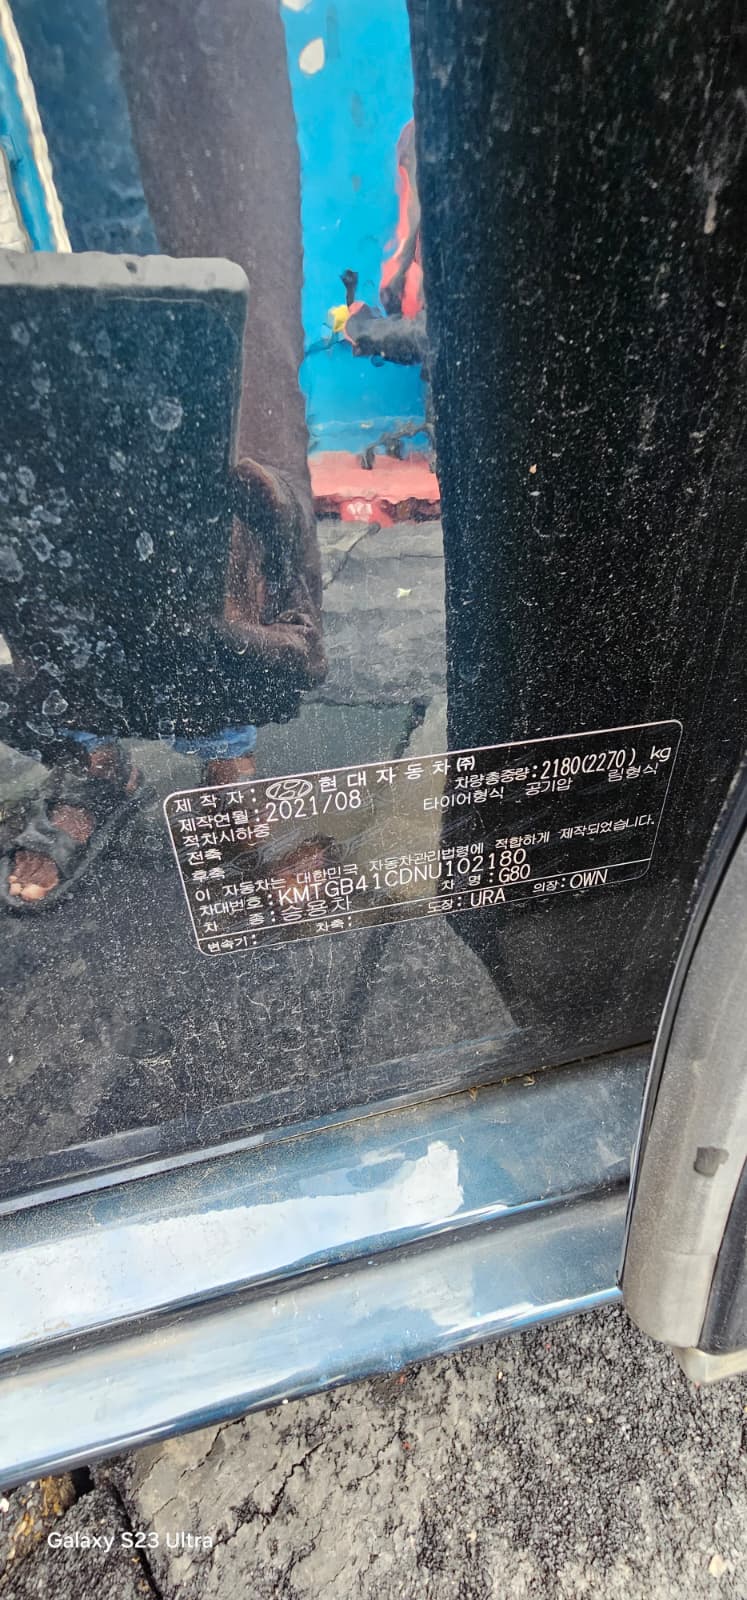 제 작 자 : 현 대 자 동 차 ㈜
제작연월 : 2021/08 차량총중량 : 2180(2270) kg
적차시하중 타이어형식 공기압 림형식
전축
후축
이 자동차는 대한민국 자동차관리법령에 적합하게 제작되었습니다.
차대번호 : KMTGB41CDNU102180
차 종 : 승용차 차 명 : G80
변속기 : 차축 : 도장 : URA 의장 : OWN
Galaxy S23 Ultra